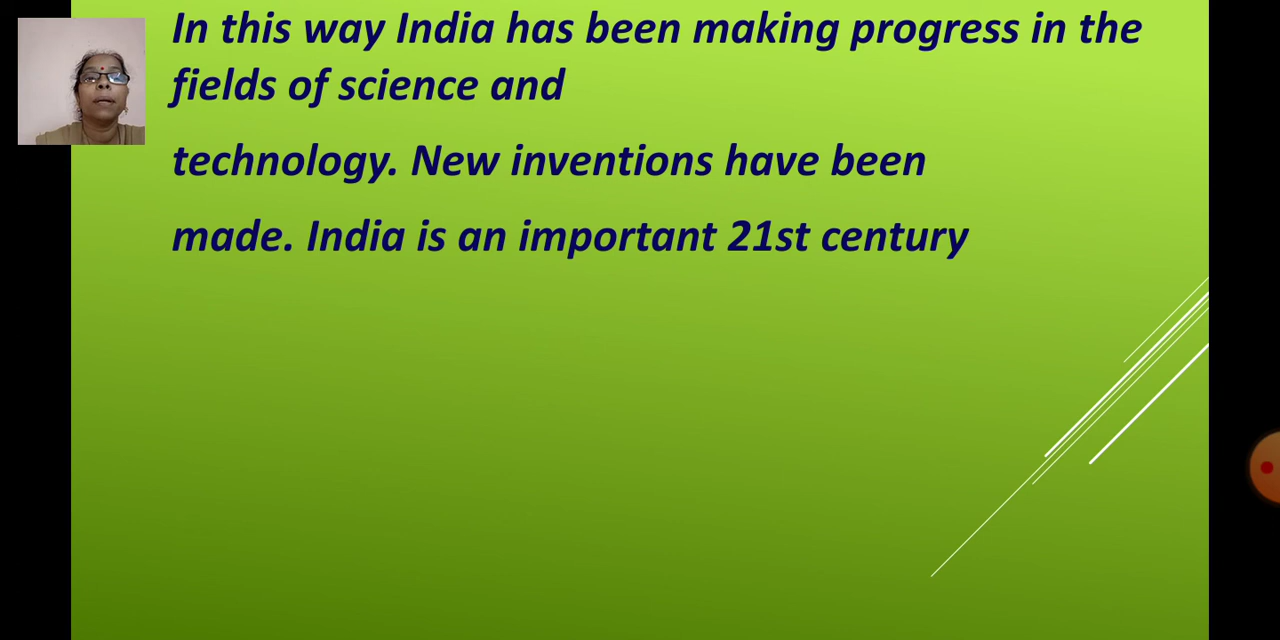 In this way India has been making progress in the
fields of science and
technology. New inventions have been
made. India is an important 21st century